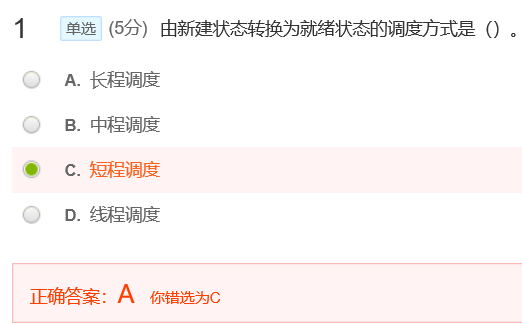 1 单选 (5分) 由新建状态转换为就绪状态的调度方式是（）。
A. 长程调度
B. 中程调度
C. 短程调度
D. 线程调度
正确答案：A 你错选为C